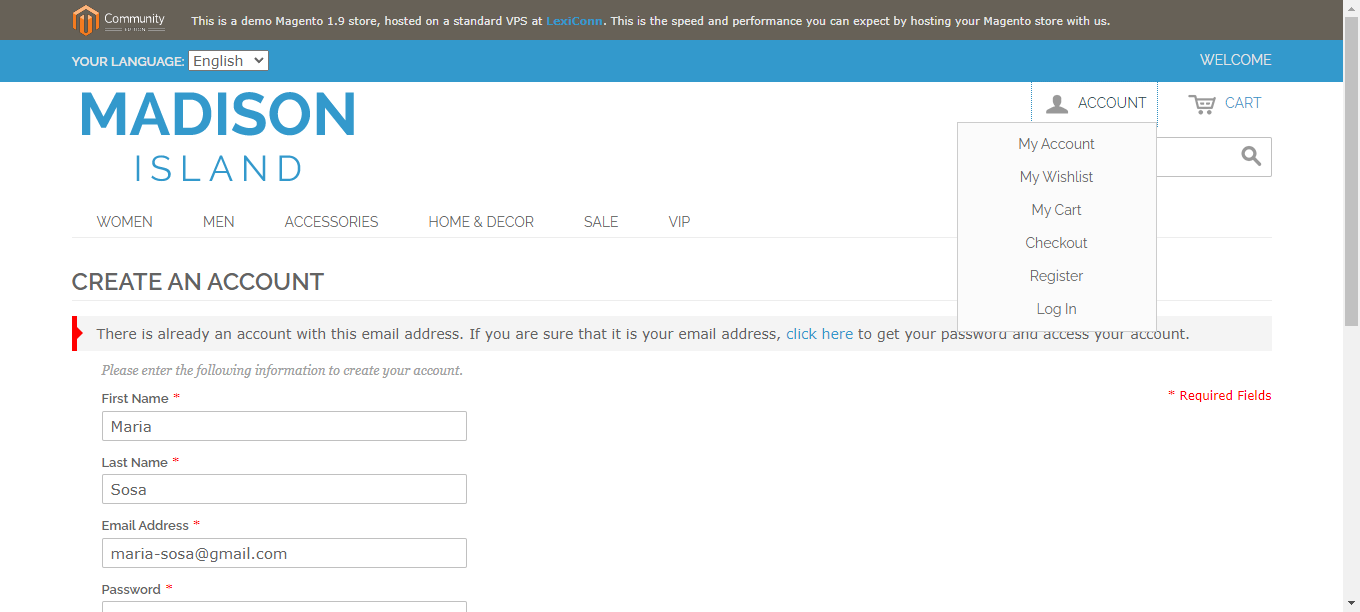 Magento Community
EDITION
This is a demo Magento 1.9 store, hosted on a standard VPS at LexiConn. This is the speed and performance you can expect by hosting your Magento store with us.
YOUR LANGUAGE: English
WELCOME
MADISON
ISLAND
ACCOUNT
CART
My Account
My Wishlist
My Cart
Checkout
Register
Log In
WOMEN MEN ACCESSORIES HOME & DECOR SALE VIP
CREATE AN ACCOUNT
There is already an account with this email address. If you are sure that it is your email address, click here to get your password and access your account.
Please enter the following information to create your account.
* Required Fields
First Name *
Maria
Last Name *
Sosa
Email Address *
maria-sosa@gmail.com
Password *